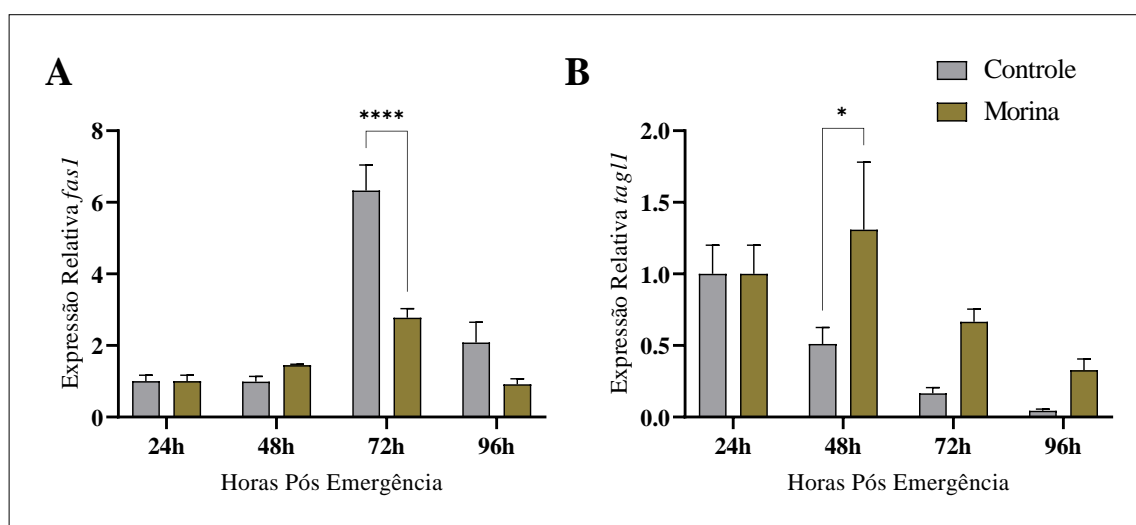 A
Expressão Relativa fas1
8
6
4
2
0
****
24h
48h
72h
96h
Horas Pós Emergência
B
Expressão Relativa tagl1
2.0
1.5
1.0
0.5
0.0
*
24h
48h
72h
96h
Horas Pós Emergência
Controle
Morina